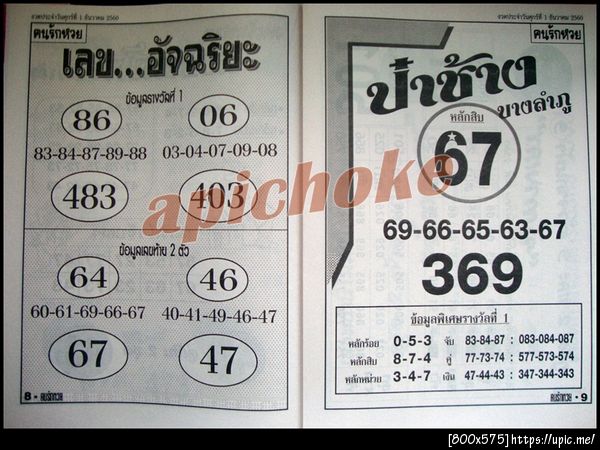 งวดประจำวันศุกร์ที่ 1 ธันวาคม 2560
คนรักหวย
เลข...อัจฉริยะ
ข้อมูลรางวัลที่ 1
86 06
83-84-87-89-88 03-04-07-09-08
483 403
ข้อมูลเลขท้าย 2 ตัว
64 46
60-61-69-66-67 40-41-49-46-47
67 47
8 • คนรักหวย
งวดประจำวันศุกร์ที่ 1 ธันวาคม 2560
คนรักหวย
ป๋าช้าง
บางลำภู
หลักสิบ
67
69-66-65-63-67
369
ข้อมูลพิเศษรางวัลที่ 1
หลักร้อย 0-5-3 จับ 83-84-87 : 083-084-087
หลักสิบ 8-7-4 คู่ 77-73-74 : 577-573-574
หลักหน่วย 3-4-7 เงิน 47-44-43 : 347-344-343
คนรักหวย • 9
apichoke
[800x575] https://upic.me/